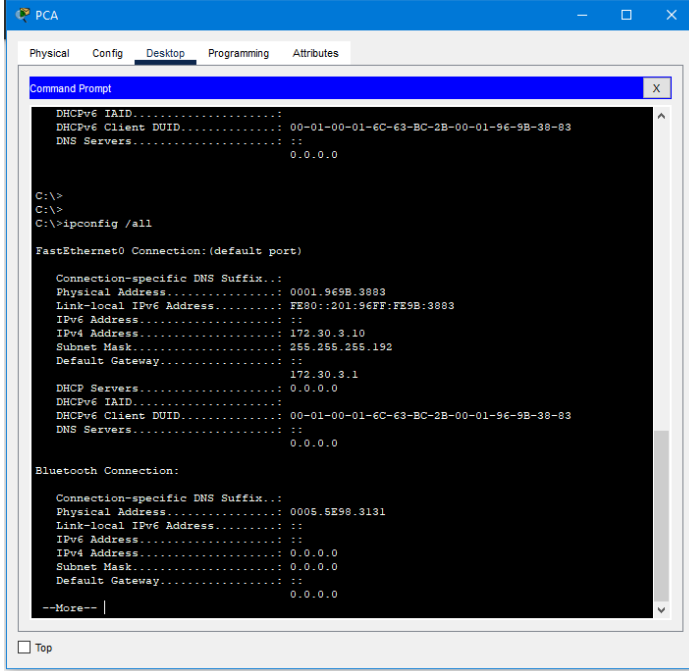 PCA
Physical Config Desktop Programming Attributes
Command Prompt X
DHCPv6 IAID.....................:
DHCPv6 Client DUID..............: 00-01-00-01-6C-63-BC-2B-00-01-96-9B-38-83
DNS Servers.....................: ::
0.0.0.0
C:\>
C:\>
C:\>ipconfig /all
FastEthernet0 Connection:(default port)
Connection-specific DNS Suffix..:
Physical Address................: 0001.969B.3883
Link-local IPv6 Address.........: FE80::201:96FF:FE9B:3883
IPv6 Address....................: ::
IPv4 Address....................: 172.30.3.10
Subnet Mask.....................: 255.255.255.192
Default Gateway.................: ::
172.30.3.1
DHCP Servers....................: 0.0.0.0
DHCPv6 IAID.....................:
DHCPv6 Client DUID..............: 00-01-00-01-6C-63-BC-2B-00-01-96-9B-38-83
DNS Servers.....................: ::
0.0.0.0
Bluetooth Connection:
Connection-specific DNS Suffix..:
Physical Address................: 0005.5E98.3131
Link-local IPv6 Address.........: ::
IPv6 Address....................: ::
IPv4 Address....................: 0.0.0.0
Subnet Mask.....................: 0.0.0.0
Default Gateway.................: ::
0.0.0.0
--More--
Top